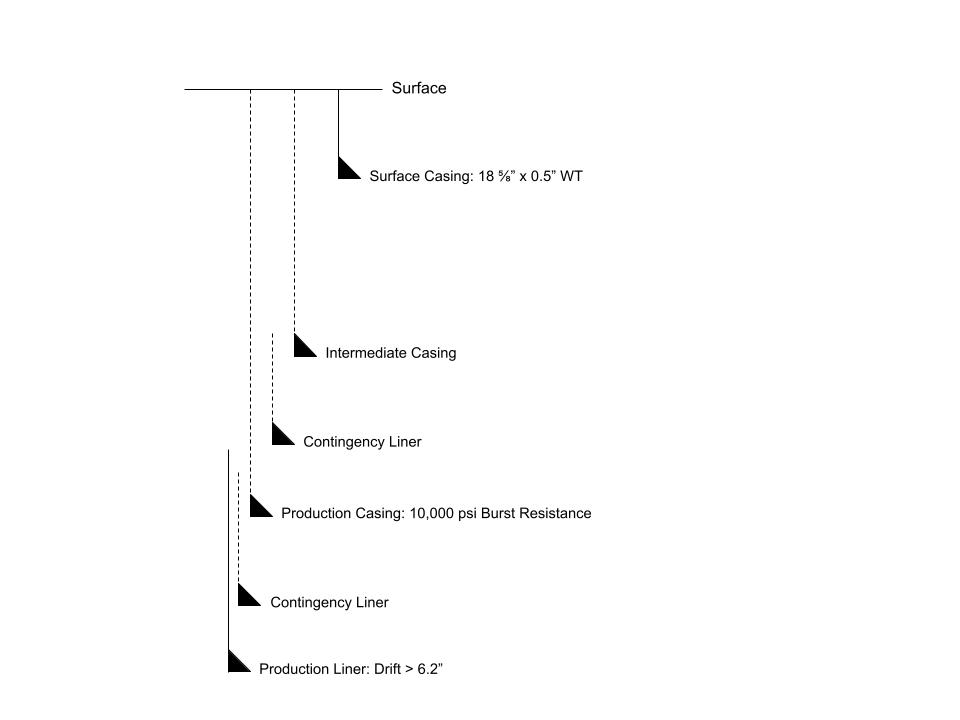 Surface
Surface Casing: 18 ⅝” x 0.5” WT
Intermediate Casing
Contingency Liner
Production Casing: 10,000 psi Burst Resistance
Contingency Liner
Production Liner: Drift > 6.2”